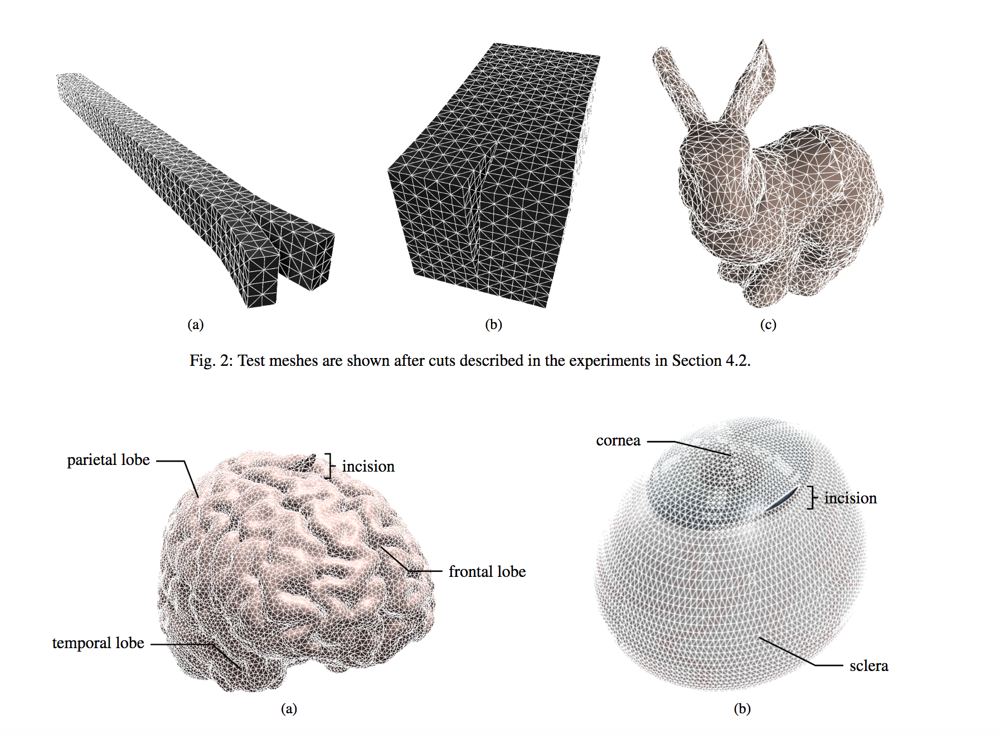 (a)
(b)
(c)
Fig. 2: Test meshes are shown after cuts described in the experiments in Section 4.2.
parietal lobe
incision
frontal lobe
temporal lobe
(a)
cornea
incision
sclera
(b)